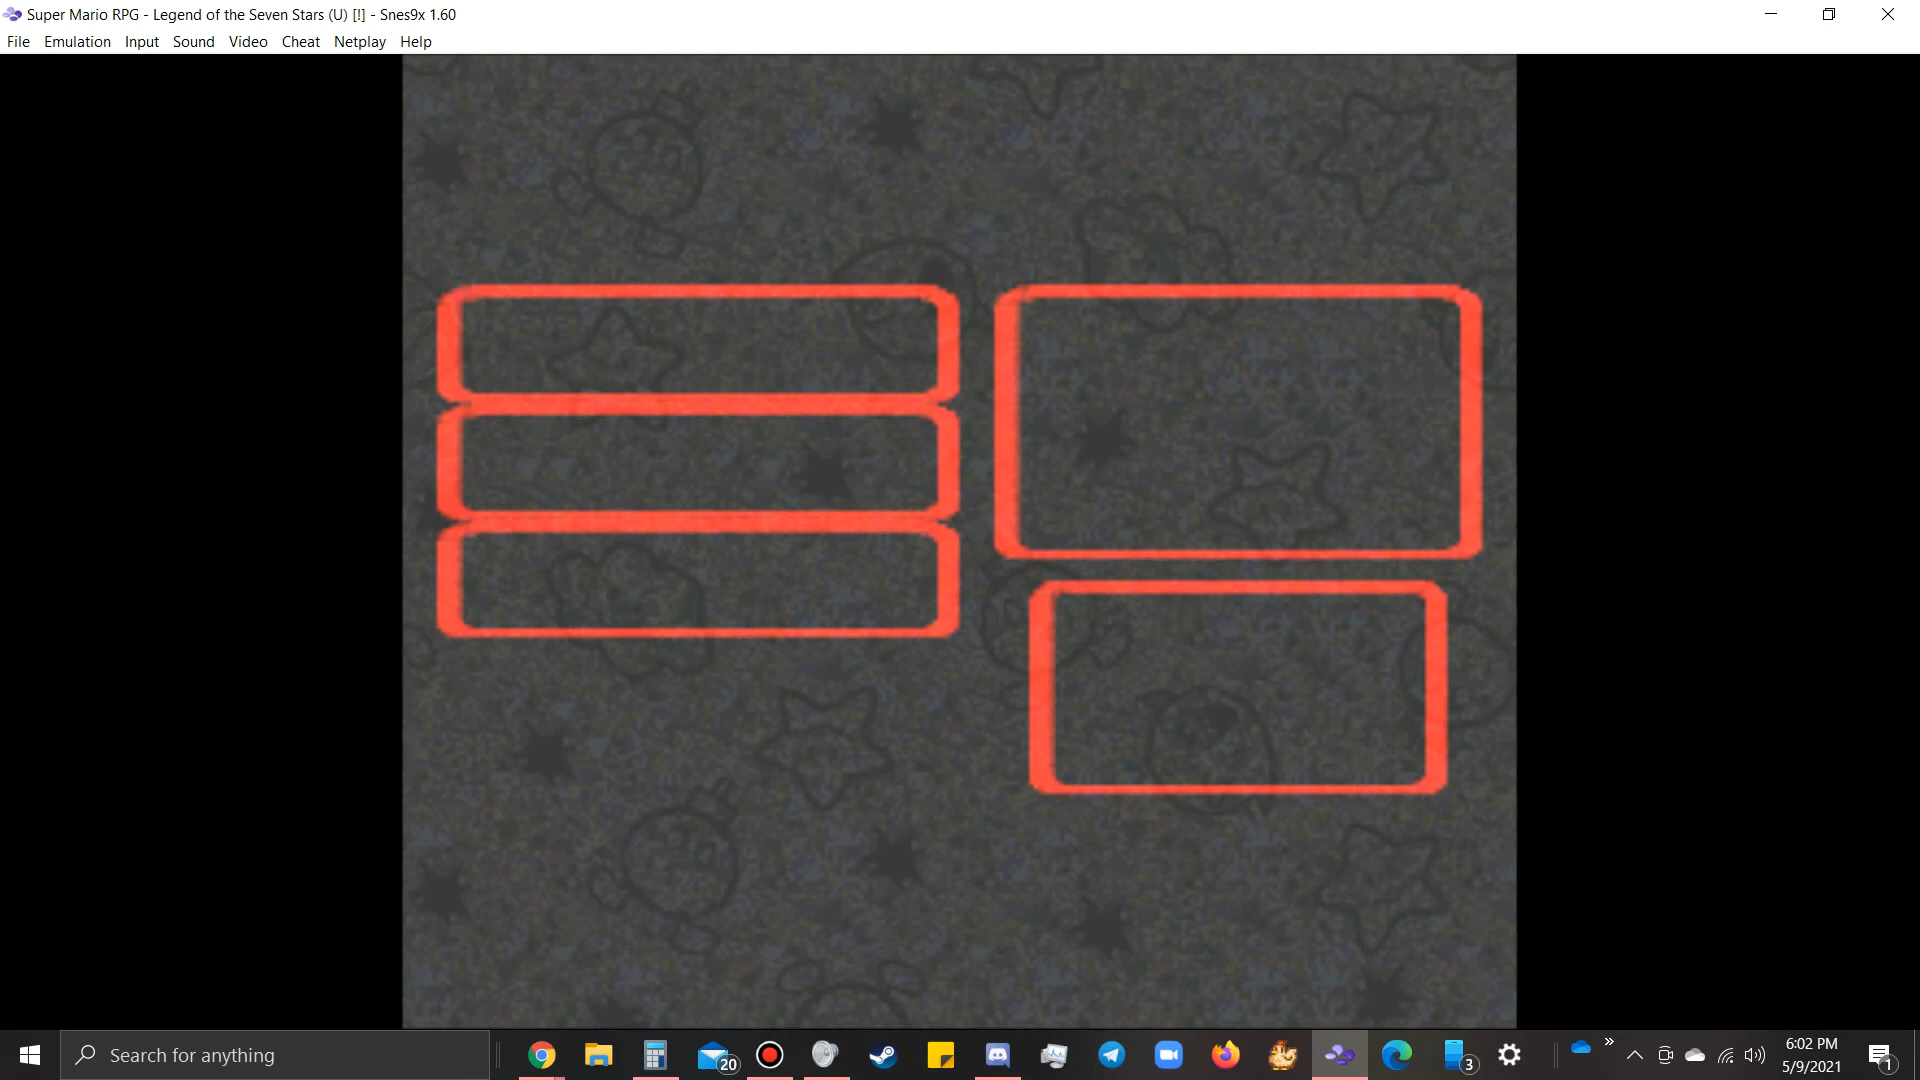 Super Mario RPG - Legend of the Seven Stars (U) [!] - Snes9x 1.60
File Emulation Input Sound Video Cheat Netplay Help
Search for anything
20
3
6:02 PM
5/9/2021
1